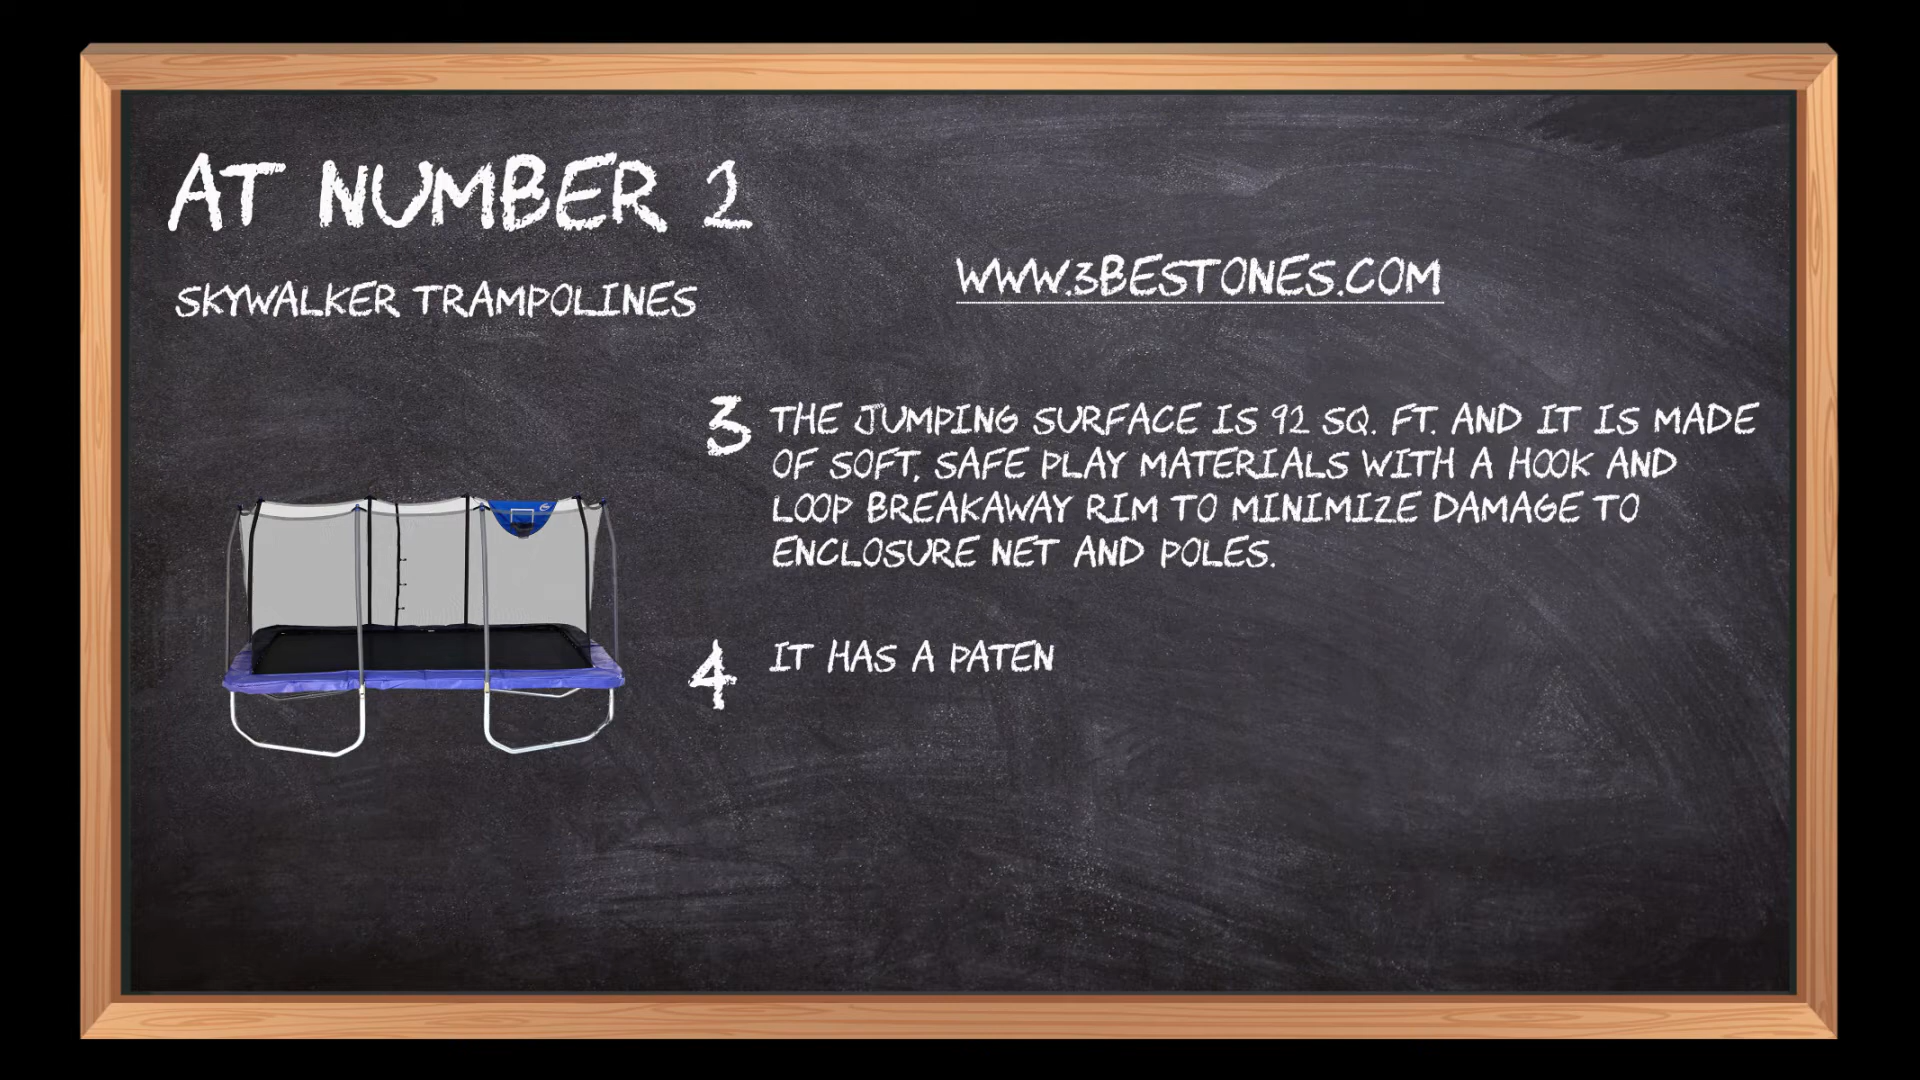 AT NUMBER 2
SKYWALKER TRAMPOLINES
WWW.3BESTONES.COM
3 THE JUMPING SURFACE IS 92 SQ. FT. AND IT IS MADE
OF SOFT, SAFE PLAY MATERIALS WITH A HOOK AND
LOOP BREAKAWAY RIM TO MINIMIZE DAMAGE TO
ENCLOSURE NET AND POLES.
4 IT HAS A PATEN